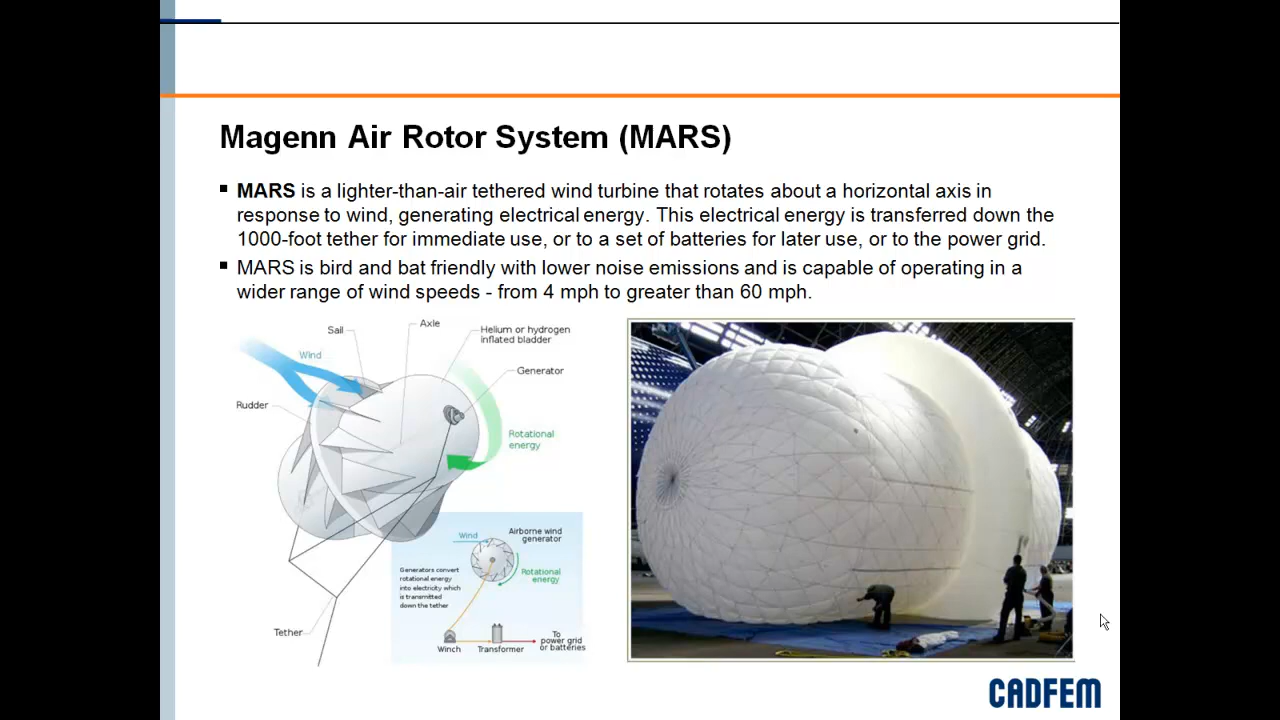 Magenn Air Rotor System (MARS)
MARS is a lighter-than-air tethered wind turbine that rotates about a horizontal axis in
response to wind, generating electrical energy. This electrical energy is transferred down the
1000-foot tether for immediate use, or to a set of batteries for later use, or to the power grid.
MARS is bird and bat friendly with lower noise emissions and is capable of operating in a
wider range of wind speeds - from 4 mph to greater than 60 mph.
Sail
Axle
Helium or hydrogen
inflated bladder
Wind
Generator
Rudder
Rotational
energy
Tether
Wind
Airborne wind
generator
Generators convert
rotational energy
into electricity which
is transmitted
down the tether
Rotational
energy
Winch
Transformer
To
power grid
or batteries
CADFEM